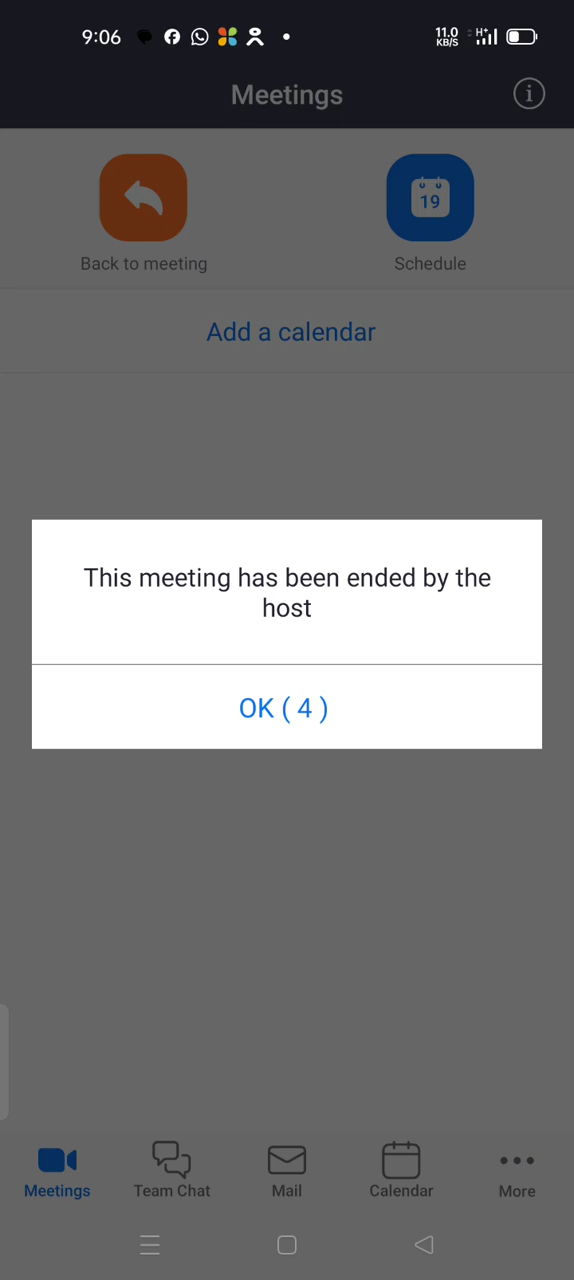 9:06
11.0
KB/S
H+
Meetings
19
Back to meeting
Schedule
Add a calendar
This meeting has been ended by the
host
OK ( 4 )
Meetings
Team Chat
Mail
Calendar
More